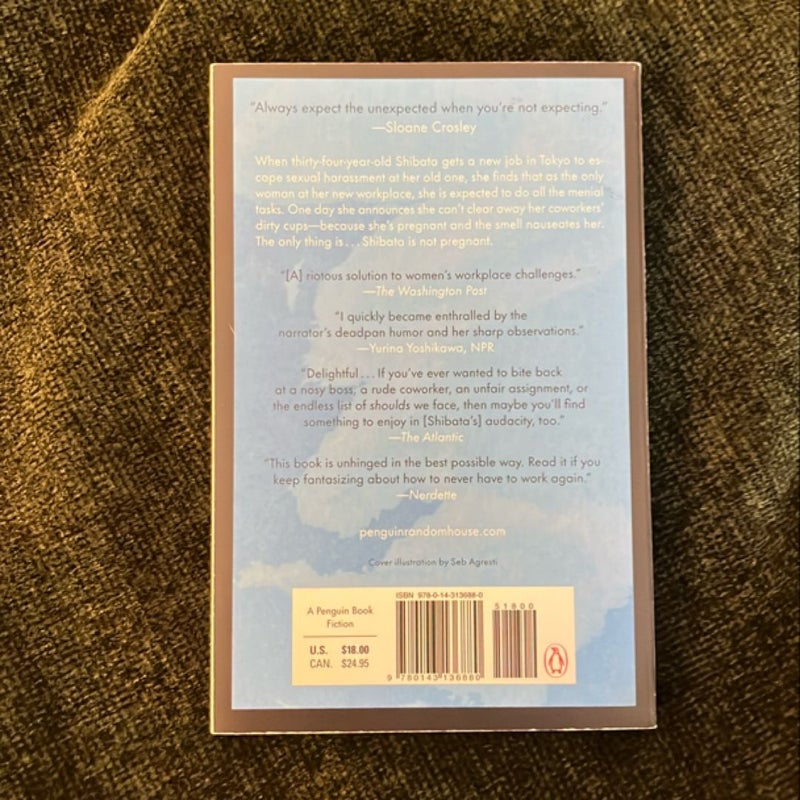 “Always expect the unexpected when you’re not expecting.”
—Sloane Crosley
When thirty-four-year-old Shibata gets a new job in Tokyo to es-
cape sexual harassment at her old one, she finds that as the only
woman at her new workplace, she is expected to do all the menial
tasks. One day she announces she can’t clear away her coworkers’
dirty cups—because she’s pregnant and the smell nauseates her.
The only thing is . . . Shibata is not pregnant.
“[A] riotous solution to women’s workplace challenges.”
—The Washington Post
“I quickly became enthralled by the
narrator’s deadpan humor and her sharp observations.”
—Yurina Yoshikawa, NPR
“Delightful . . . If you’ve ever wanted to bite back
at a nosy boss, a rude coworker, an unfair assignment, or
the endless list of shoulds we face, then maybe you’ll find
something to enjoy in [Shibata’s] audacity, too.”
—The Atlantic
“This book is unhinged in the best possible way. Read it if you
keep fantasizing about how to never have to work again.”
—Nerdette
penguinrandomhouse.com
Cover illustration by Seb Agresti
A Penguin Book
Fiction
U.S. $18.00
CAN. $24.95
ISBN 978-0-14-313688-0
51800
9 780143 136880